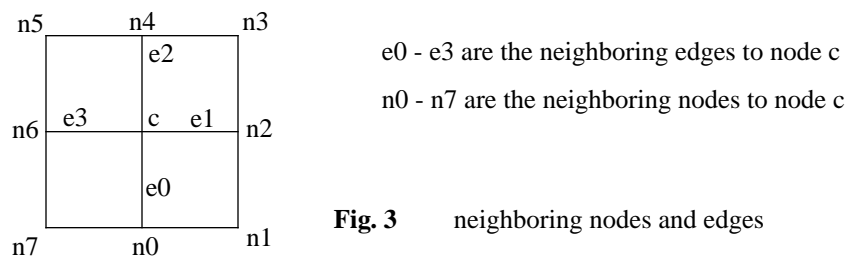 n5 n4 n3
e2
e0 - e3 are the neighboring edges to node c
n0 - n7 are the neighboring nodes to node c
n6 e3 c e1 n2
e0
n7 n0 n1
Fig. 3 neighboring nodes and edges